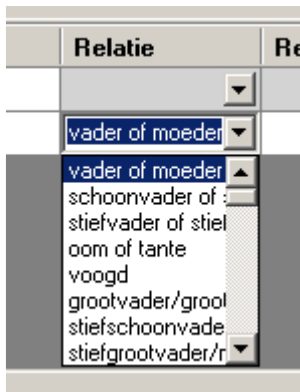 Relatie Re
vader of moeder
vader of moeder
schoonvader of
stiefvader of stief
oom of tante
voogd
grootvader/groot
stiefschoonvade
stiefgrootvader/